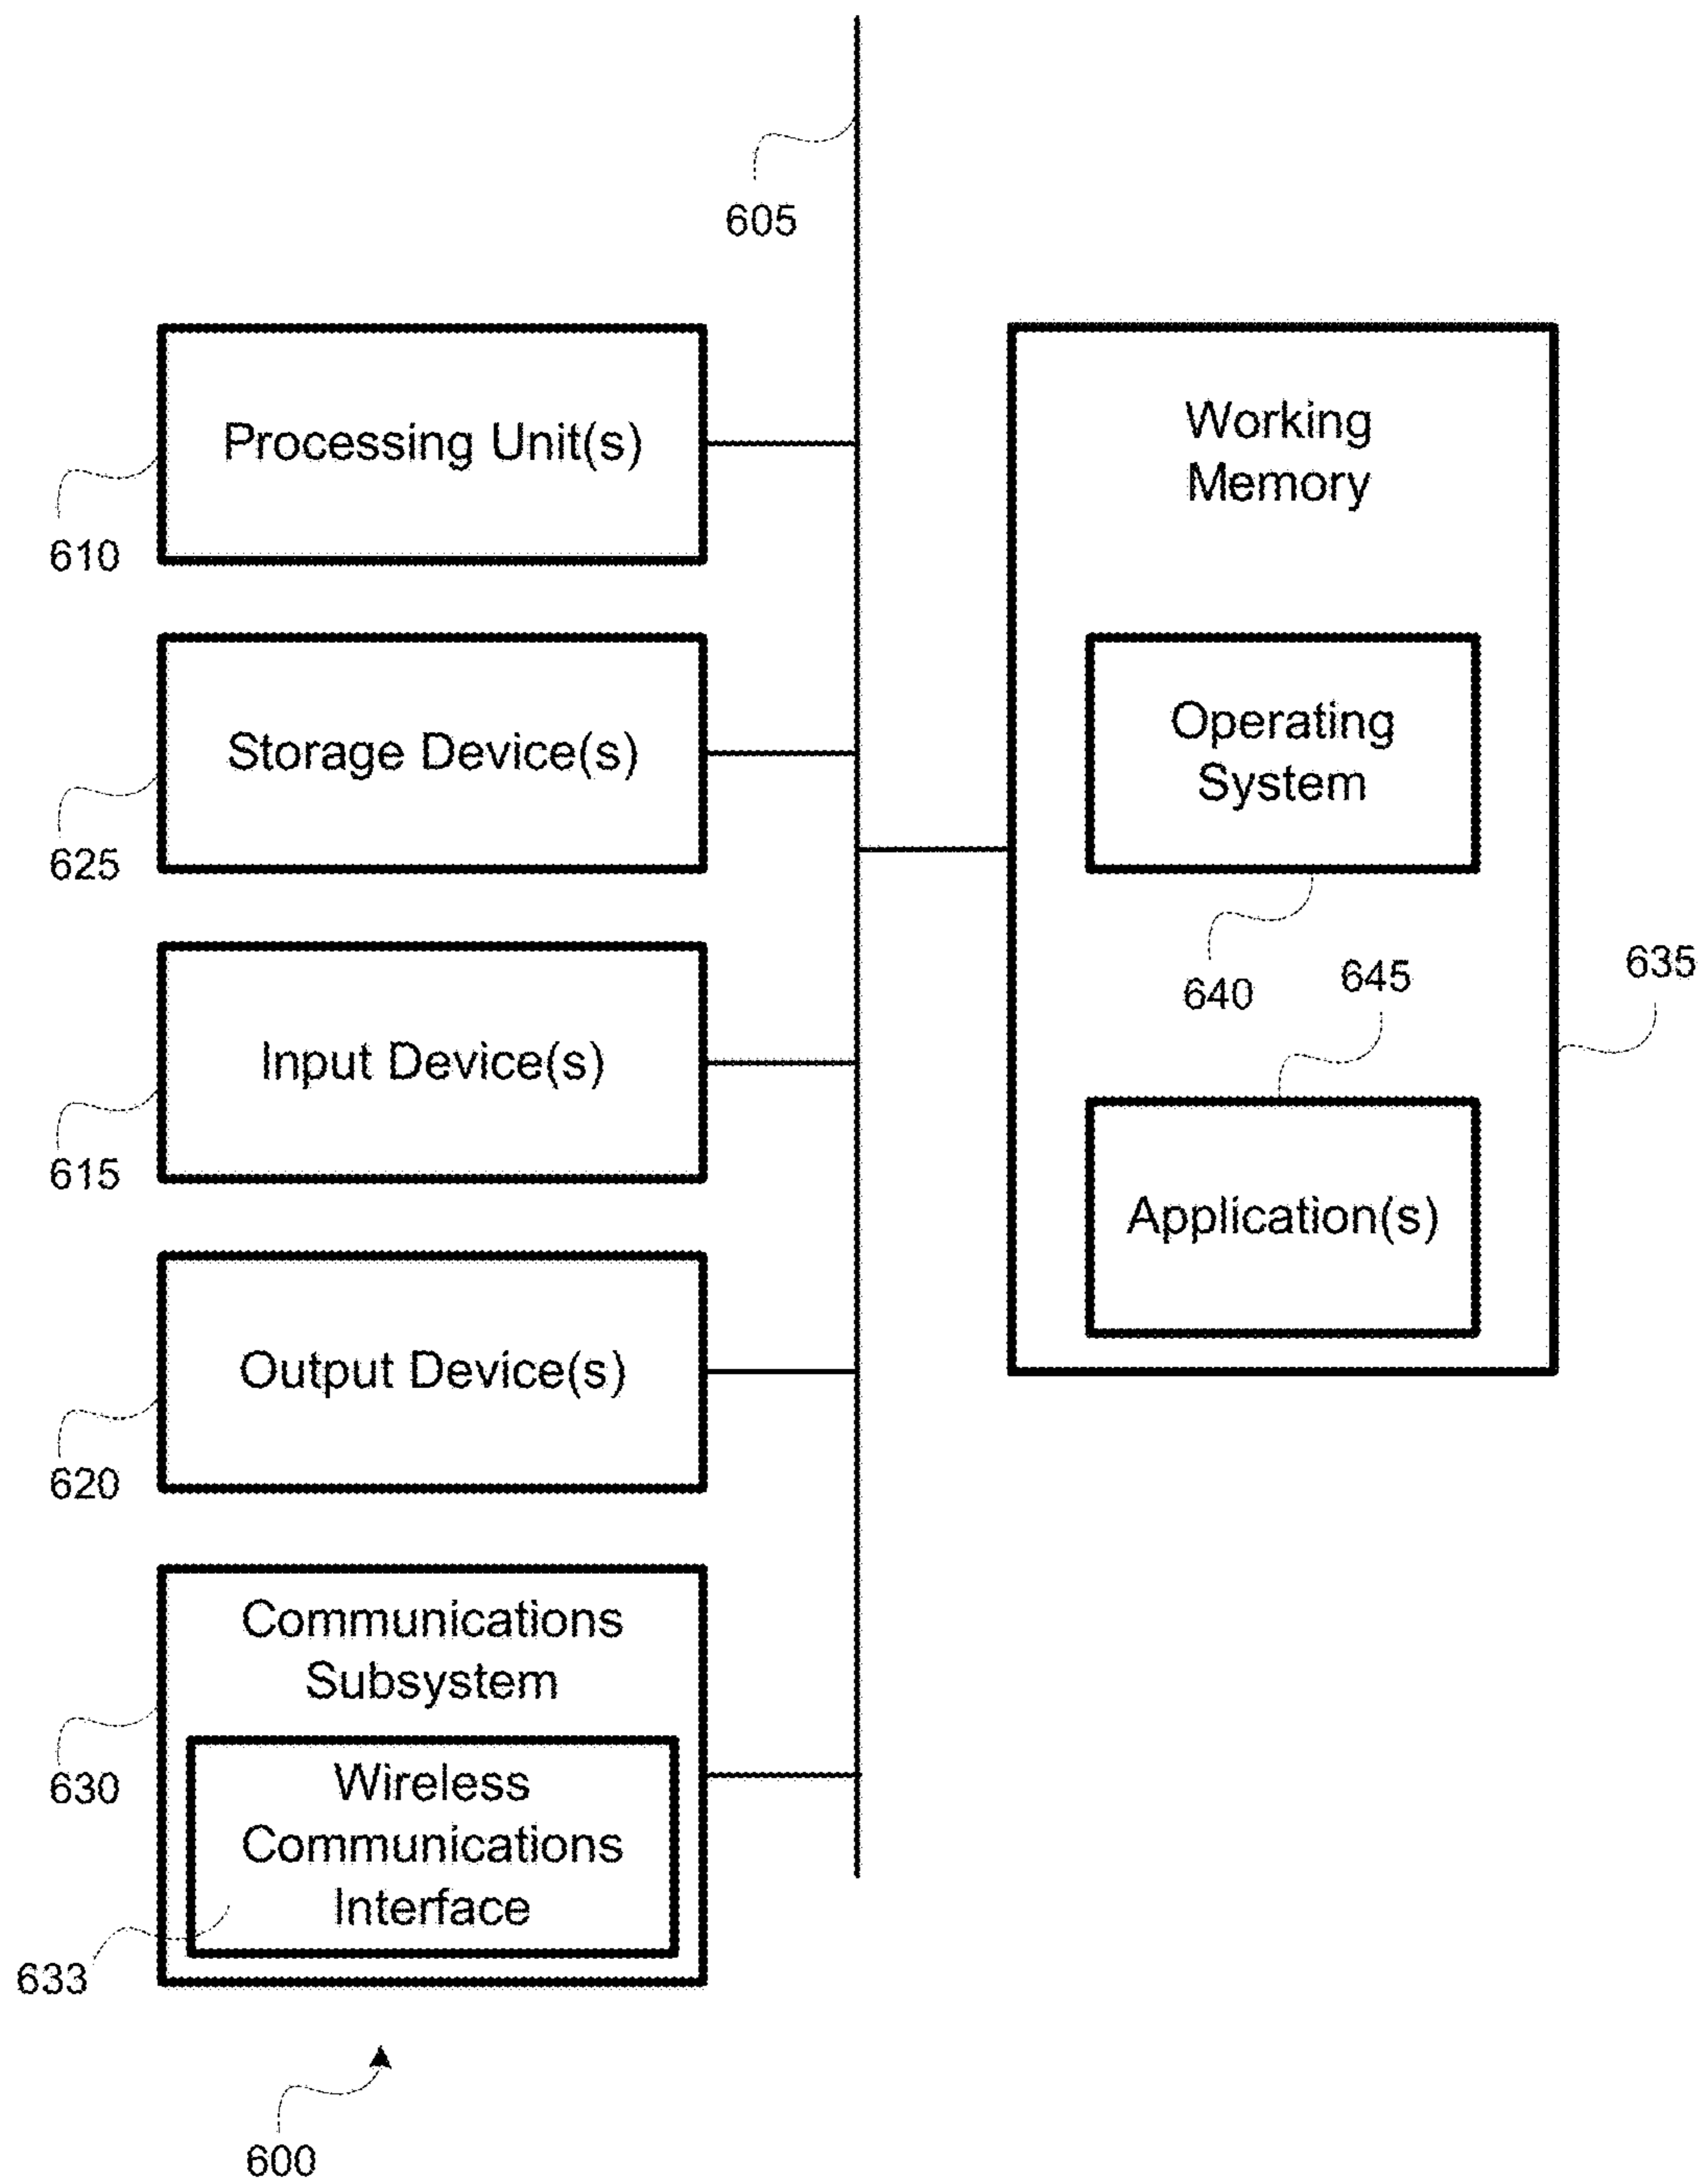 605
Processing Unit(s)
610
Storage Device(s)
625
Input Device(s)
615
Output Device(s)
620
Communications
Subsystem
630
Wireless
Communications
Interface
633
600
Working
Memory
Operating
System
640
645
635
Application(s)